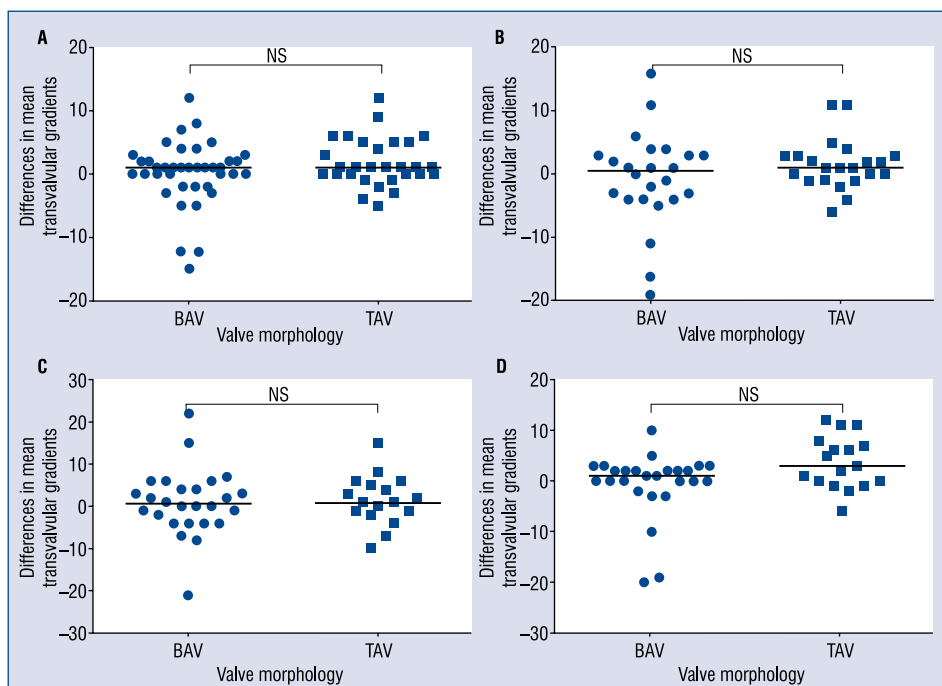 A
NS
Differences in mean
transvalvular gradients
20
10
0
–10
–20
BAV
TAV
Valve morphology
B
NS
Differences in mean
transvalvular gradients
20
10
0
–10
–20
BAV
TAV
Valve morphology
C
NS
Differences in mean
transvalvular gradients
30
20
10
0
–10
–20
–30
BAV
TAV
Valve morphology
D
NS
Differences in mean
transvalvular gradients
20
10
0
–10
–20
–30
BAV
TAV
Valve morphology